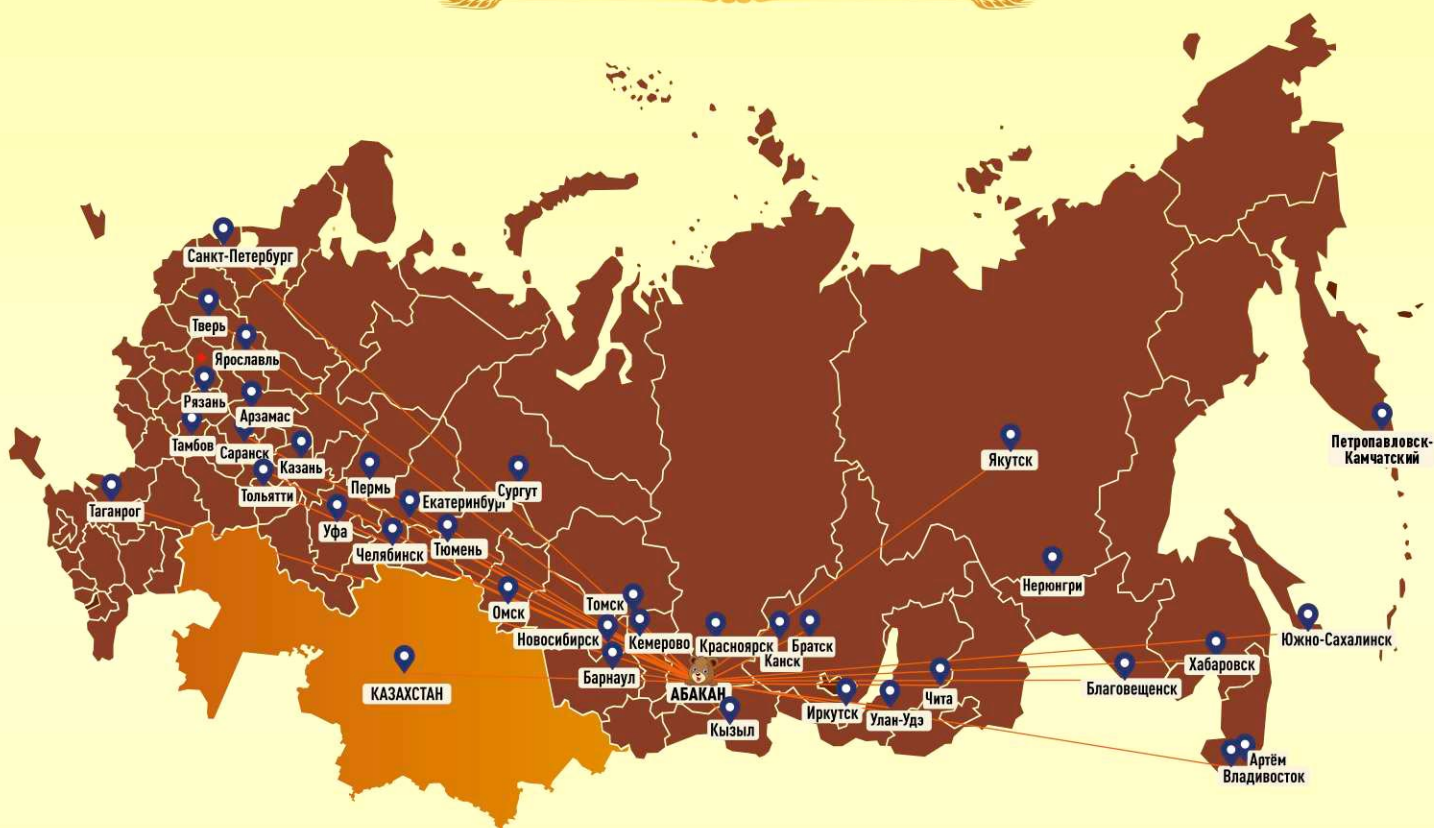 Санкт-Петербург
Тверь
Ярославль
Рязань
Арзамас
Тамбов
Саранск
Казань
Тольятти
Таганрог
Пермь
Екатеринбург
Сургут
Уфа
Челябинск
Тюмень
Якутск
Петропавловск-
Камчатский
Нерюнгри
Омск
Томск
Новосибирск
Кемерово
Красноярск
Канск
Братск
Южно-Сахалинск
Хабаровск
Барнаул
АБАКАН
КАЗАХСТАН
Благовещенск
Чита
Иркутск
Улан-Удэ
Кызыл
Артём
Владивосток